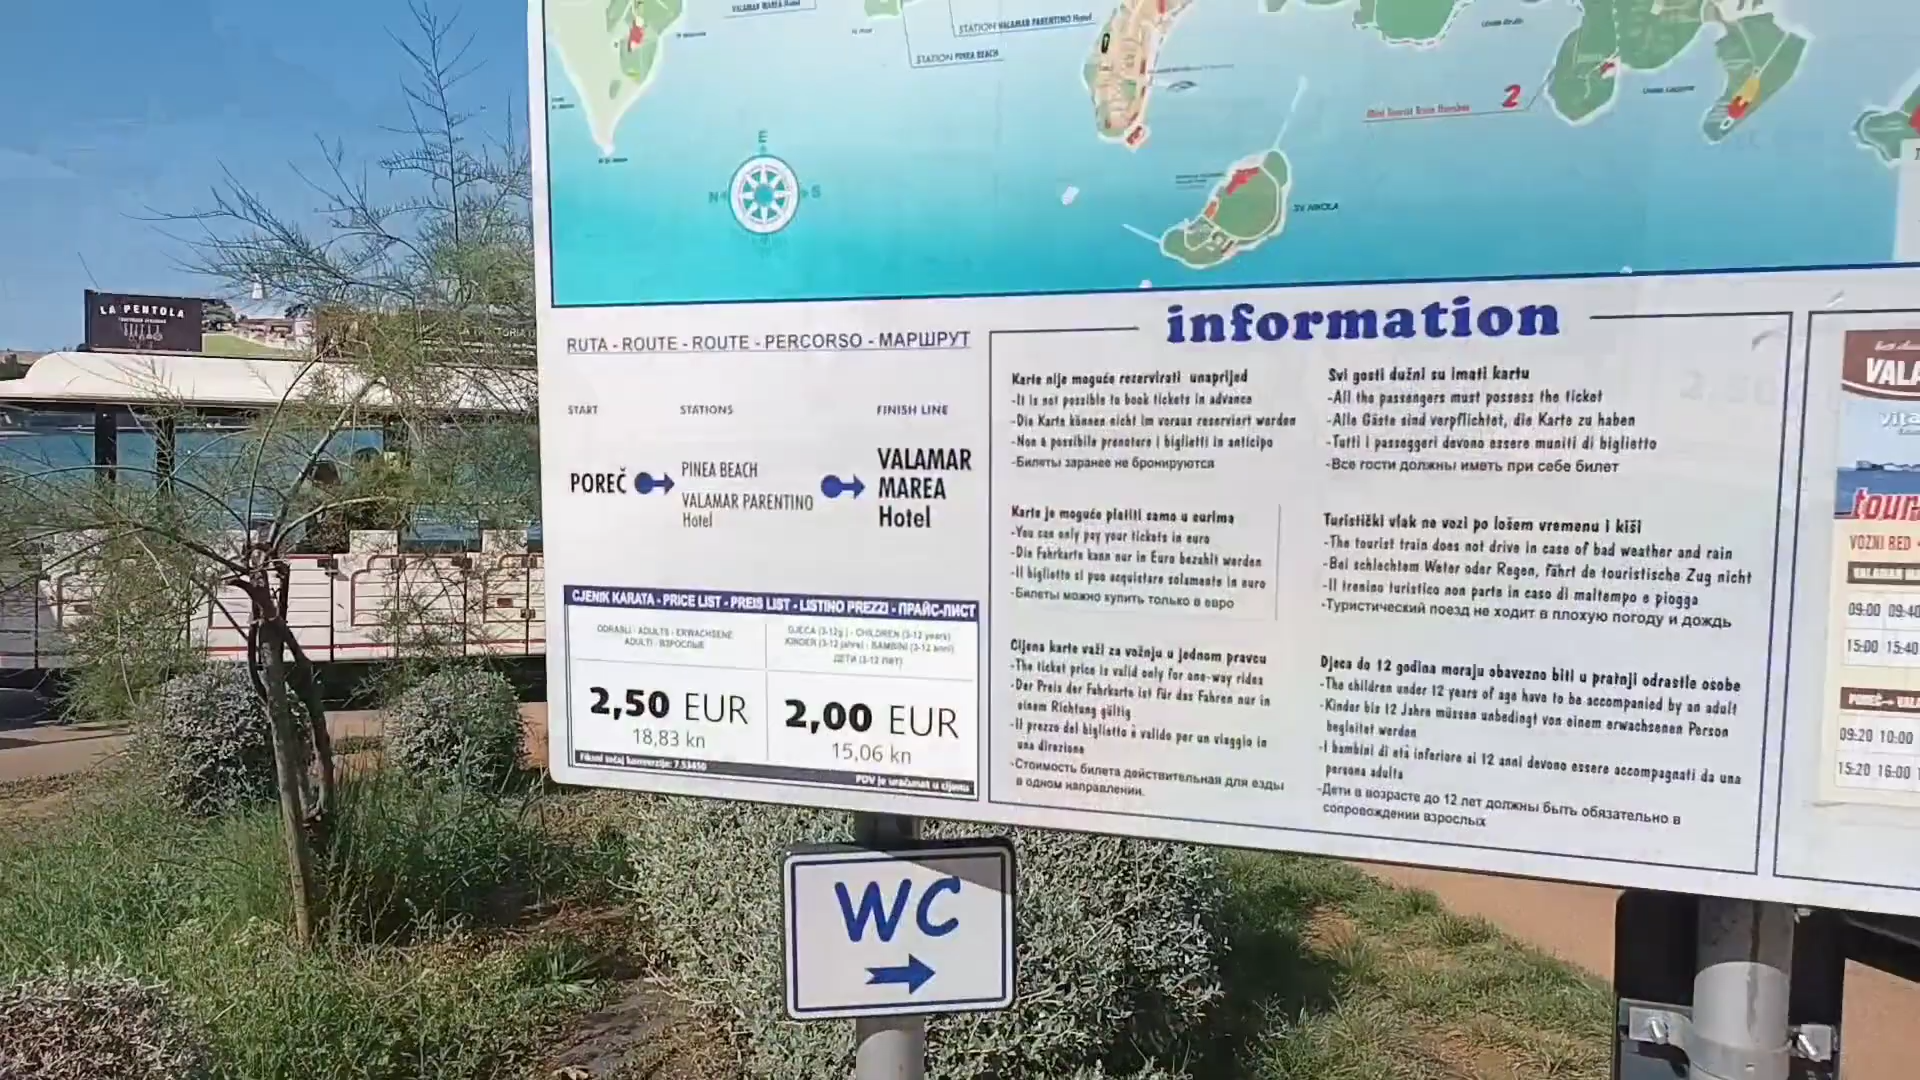 VALAMAR MAREA Hotel
STATION VALAMAR PARENTINO Hotel
STATION PINEA BEACH
2
E
N
S
SV. NIKOLA
LA PENTOLA
RUTA - ROUTE - ROUTE - PERCORSO - МАРШРУТ
START
STATIONS
FINISH LINE
POREČ
PINEA BEACH
VALAMAR PARENTINO
Hotel
VALAMAR
MAREA
Hotel
CJENIK KARATA - PRICE LIST - PREIS LIST - LISTINO PREZZI - ПРАЙС-ЛИСТ
ODRASLI - ADULTS - ERWACHSENE
ADULTI - ВЗРОСЛЫЕ
DJECA (3-12g.) - CHILDREN (3-12 years)
KINDER (3-12 jahre) - BAMBINI (3-12 anni)
ДЕТИ (3-12 ЛЕТ)
2,50 EUR
18,83 kn
2,00 EUR
15,06 kn
Fiksni tečaj konverzije: 7.53450
PDV je uračunat u cijenu
information
Karte nije moguće rezervirati unaprijed
-It is not possible to book tickets in advance
-Die Karte können nicht im voraus reserviert werden
-Non è possibile prenotare i biglietti in anticipo
-Билеты заранее не бронируются
Karte je moguće platiti samo u eurima
-You can only pay your tickets in euro
-Die Fahrkarte kann nur in Euro bezahlt werden
-Il biglietto si puo acquistare solamente in euro
-Билеты можно купить только в евро
Cijena karte važi za vožnju u jednom pravcu
-The ticket price is valid only for one-way rides
-Der Preis der Fahrkarte ist für das Fahren nur in
einem Richtung gültig
-Il prezzo del biglietto è valido per un viaggio in
una direzione
-Стоимость билета действительная для езды
в одном направлении.
Svi gosti dužni su imati kartu
-All the passengers must possess the ticket
-Alle Gäste sind verpflichtet, die Karte zu haben
-Tutti i passeggeri devono essere muniti di biglietto
-Все гости должны иметь при себе билет
Turistički vlak ne vozi po lošem vremenu i kiši
-The tourist train does not drive in case of bad weather and rain
-Bei schlechtem Weter oder Regen, fährt de touristische Zug nicht
-Il trenino turistico non parte in caso di maltempo e piogga
-Туристический поезд не ходит в плохую погоду и дождь
Djeca do 12 godina moraju obavezno biti u pratnji odrastle osobe
-The children under 12 years of age have to be accompanied by an adult
-Kinder bis 12 Jahre müssen unbedingt von einem erwachsenen Person
begleitet werden
-I bambini di età inferiore ai 12 anni devono essere accompagnati da una
persona adulta
-Дети в возрасте до 12 лет должны быть обязательно в
сопровождении взрослых
VALA
vita
tour
VOZNI RED
09:00 09:40
15:00 15:40
09:20 10:00
15:20 16:00
WC